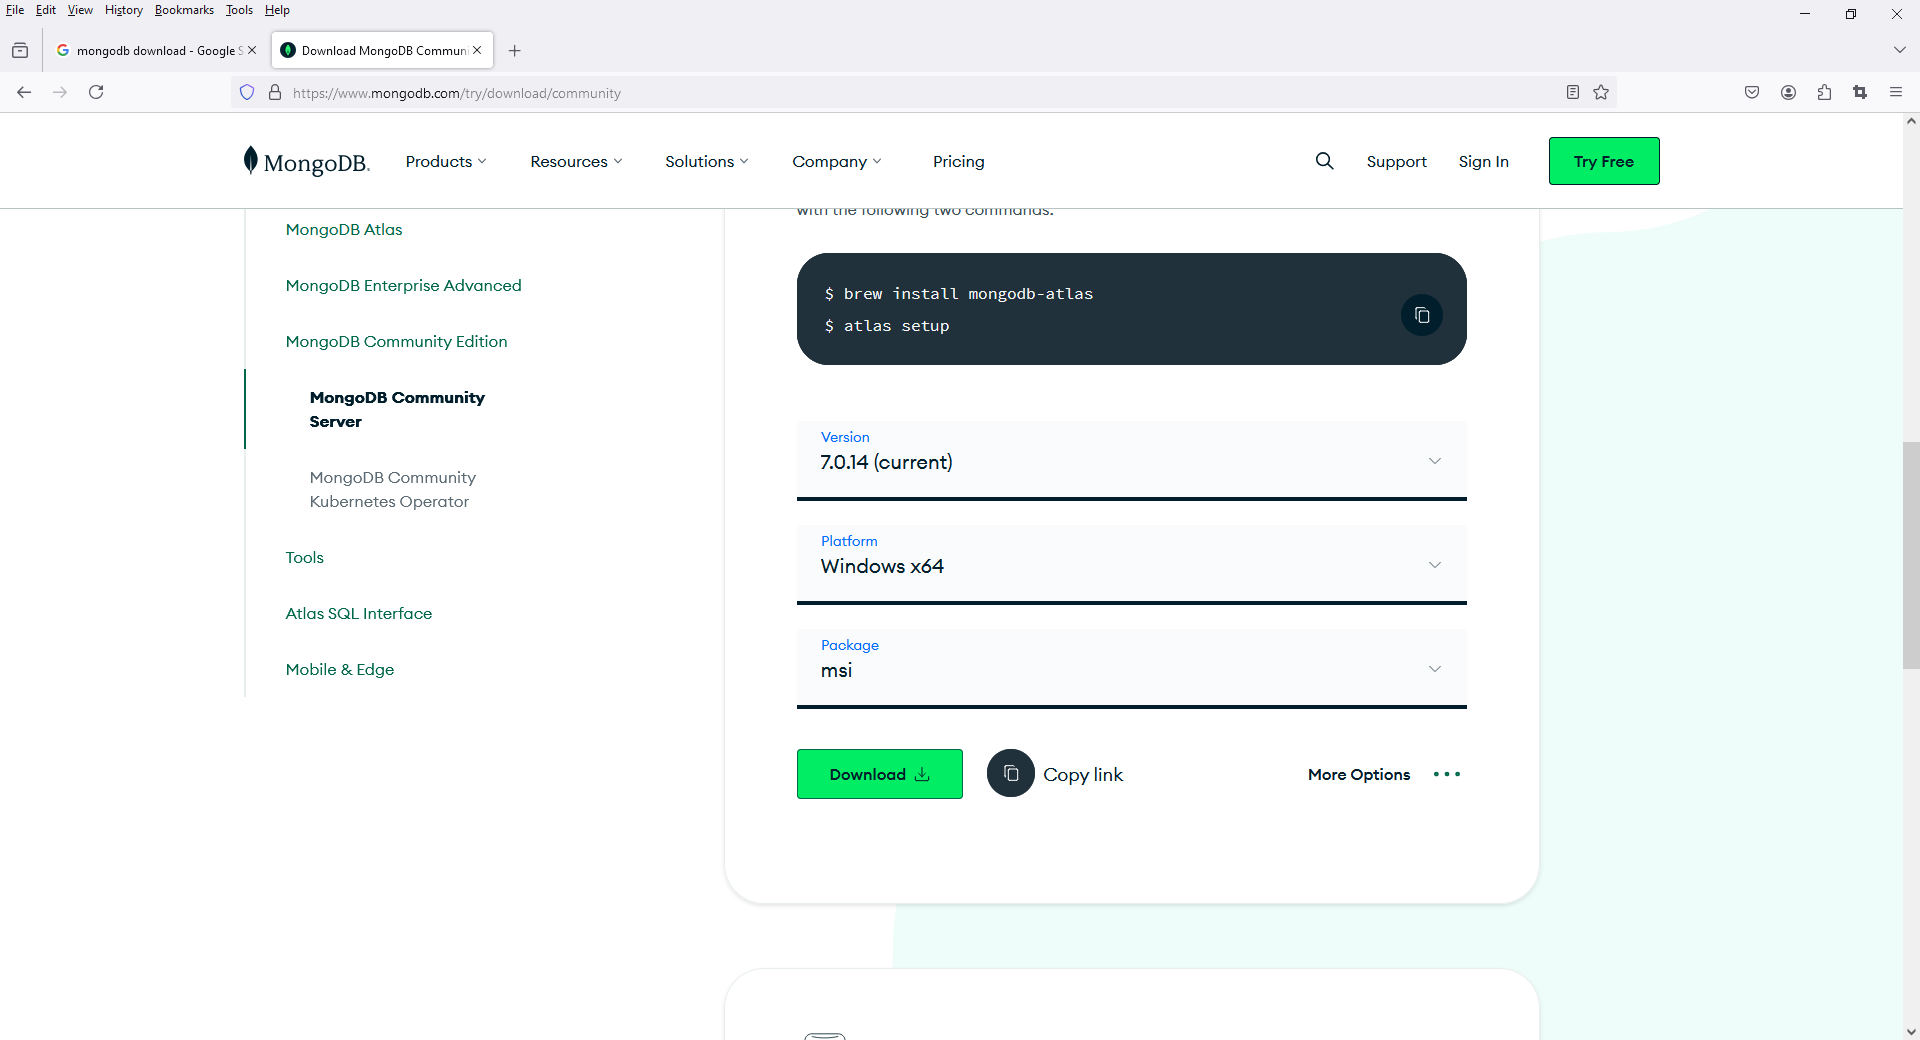 File Edit View History Bookmarks Tools Help
mongodb download - Google S
Download MongoDB Commun
https://www.mongodb.com/try/download/community
MongoDB.
Products
Resources
Solutions
Company
Pricing
Support
Sign In
Try Free
MongoDB Atlas
MongoDB Enterprise Advanced
MongoDB Community Edition
MongoDB Community
Server
MongoDB Community
Kubernetes Operator
Tools
Atlas SQL Interface
Mobile & Edge
with the following two commands.
$ brew install mongodb-atlas
$ atlas setup
Version
7.0.14 (current)
Platform
Windows x64
Package
msi
Download
Copy link
More Options